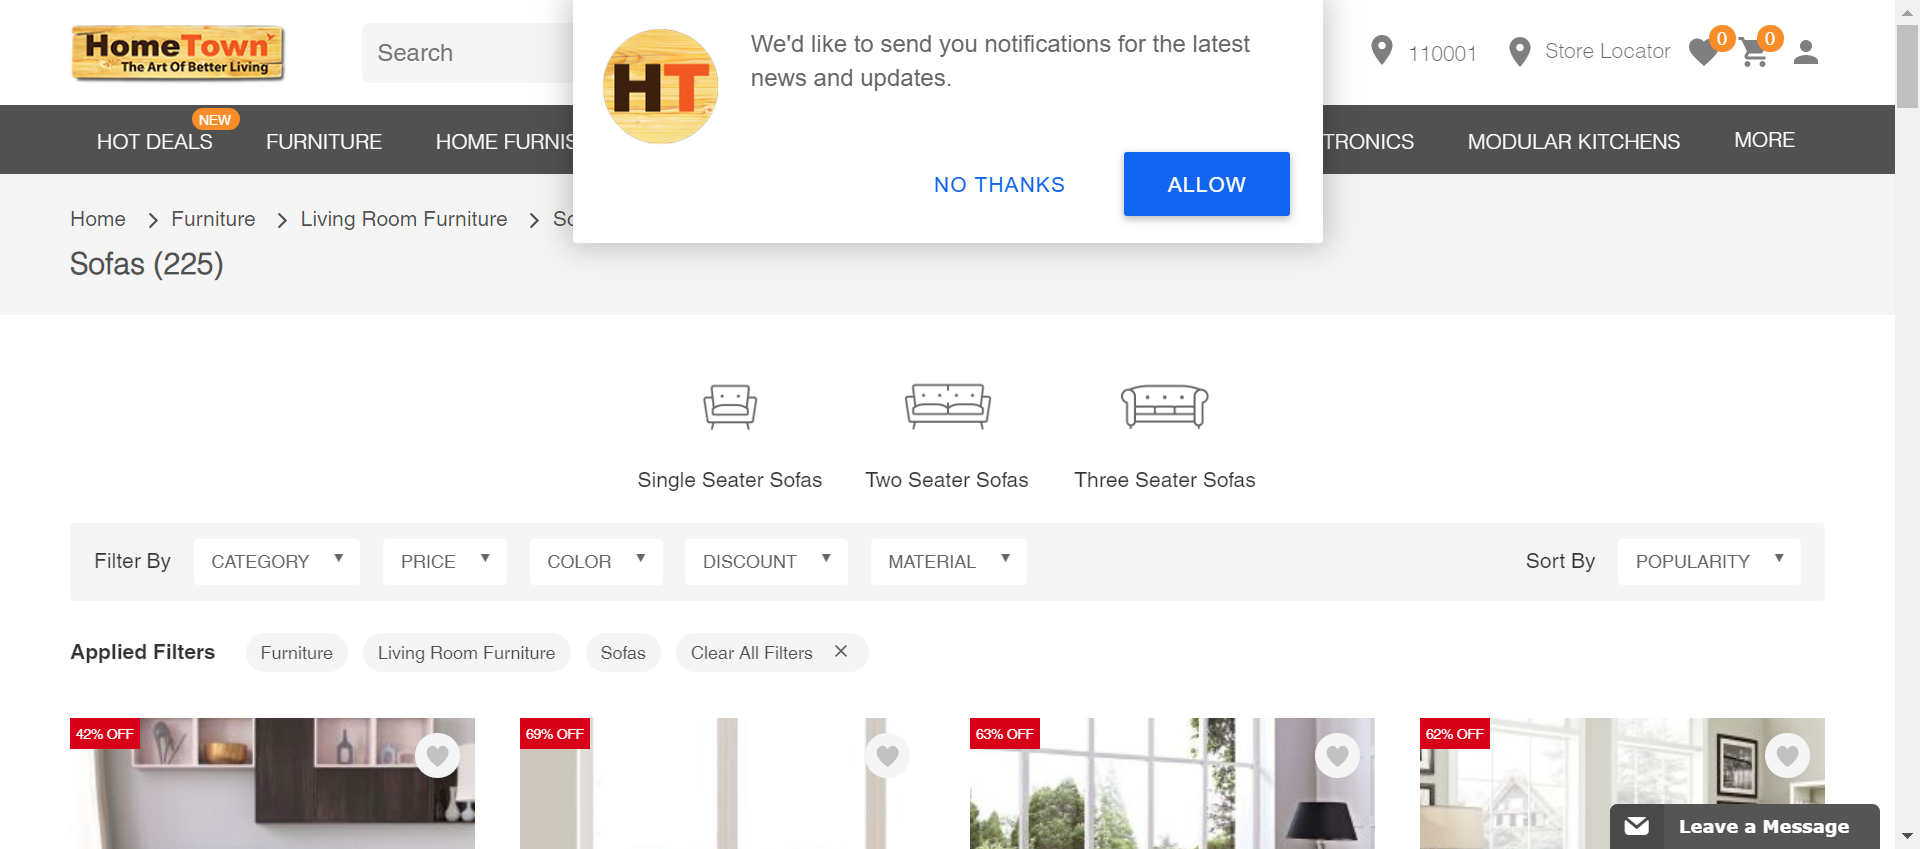 HomeTown
The Art Of Better Living
Search
HT
We'd like to send you notifications for the latest
news and updates.
NO THANKS
ALLOW
110001
Store Locator
0
0
HOT DEALS
NEW
FURNITURE
HOME FURNIS
TRONICS
MODULAR KITCHENS
MORE
Home
Furniture
Living Room Furniture
So
Sofas (225)
Single Seater Sofas
Two Seater Sofas
Three Seater Sofas
Filter By
CATEGORY
PRICE
COLOR
DISCOUNT
MATERIAL
Sort By
POPULARITY
Applied Filters
Furniture
Living Room Furniture
Sofas
Clear All Filters
42% OFF
69% OFF
63% OFF
62% OFF
Leave a Message